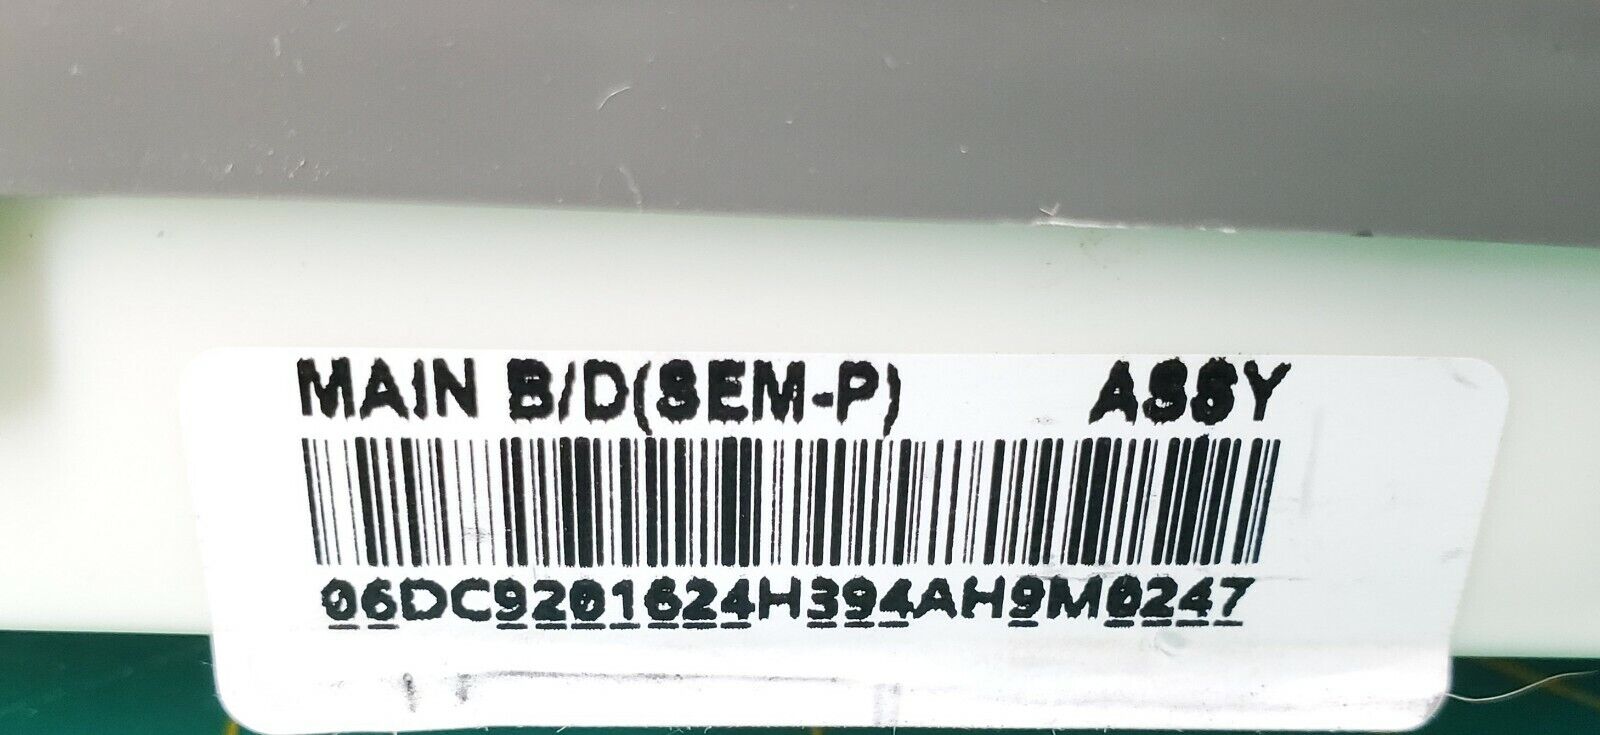 MAIN B/D(SEM-P) ASSY
06DC9201624H394AH9M0247